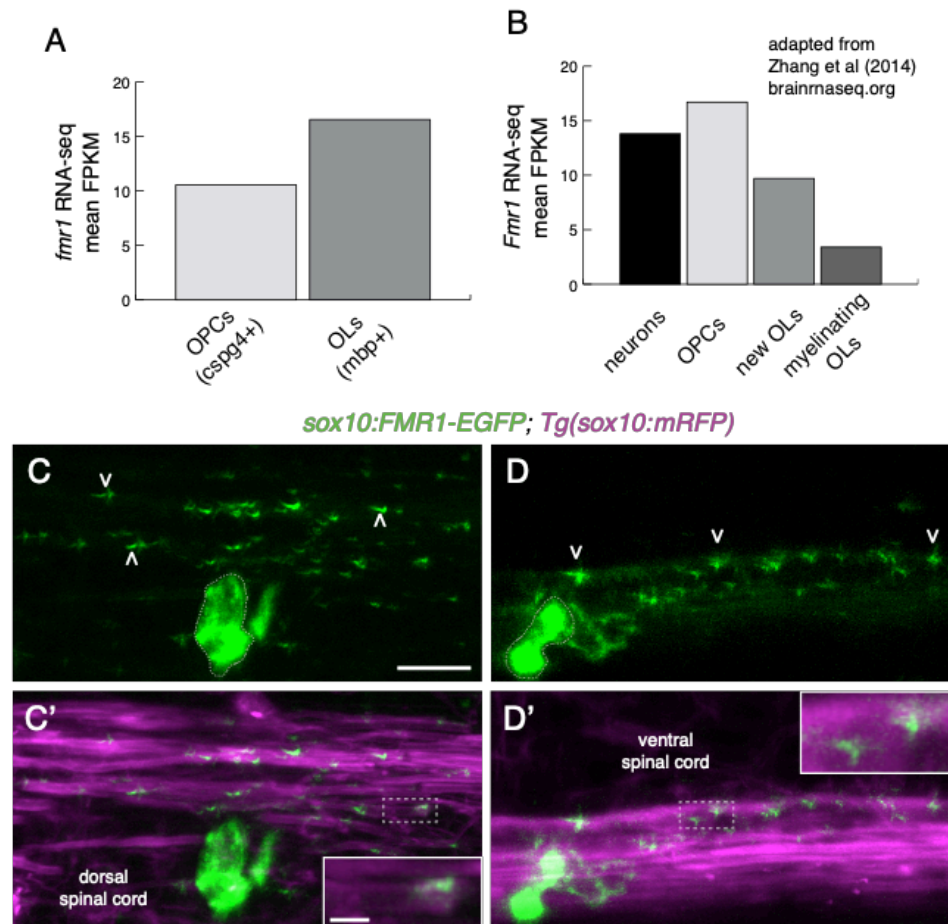 A
fmr1 RNA-seq
mean FPKM
20
15
10
5
0
OPCs
(cspg4+)
OLs
(mbp+)
B
adapted from
Zhang et al (2014)
brainrnaseq.org
Fmr1 RNA-seq
mean FPKM
20
15
10
5
0
neurons
OPCs
new OLs
myelinating
OLs
sox10:FMR1-EGFP; Tg(sox10:mRFP)
C
D
C'
dorsal
spinal cord
D'
ventral
spinal cord